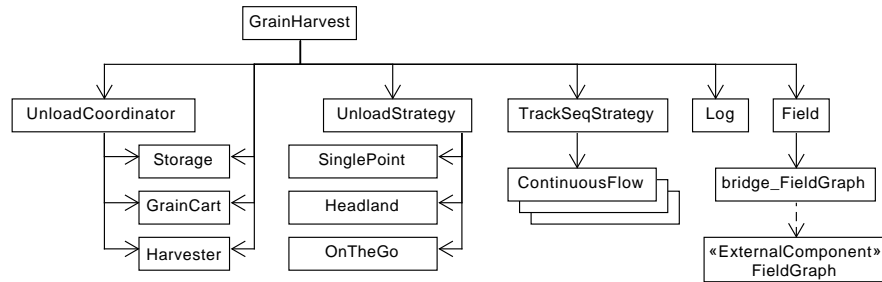 GrainHarvest
UnloadCoordinator
UnloadStrategy
TrackSeqStrategy
Log
Field
Storage
SinglePoint
ContinuousFlow
bridge_FieldGraph
GrainCart
Headland
Harvester
OnTheGo
«ExternalComponent»
FieldGraph